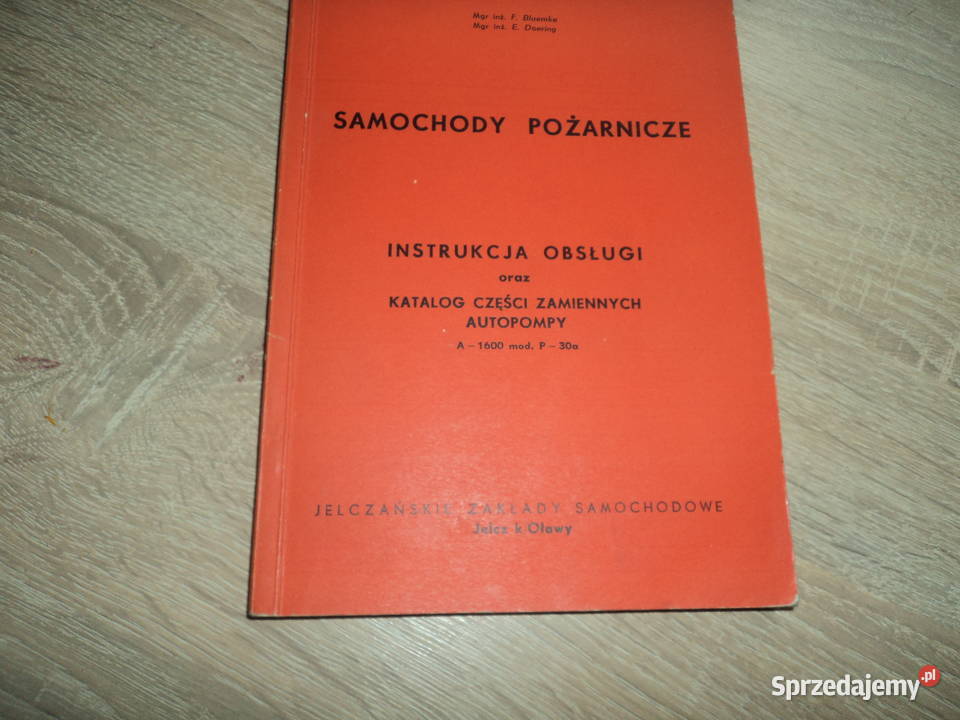 Mgr inż. F. Bluemke
Mgr inż. E. Doering
SAMOCHODY POŻARNICZE
INSTRUKCJA OBSŁUGI
oraz
KATALOG CZĘŚCI ZAMIENNYCH
AUTOPOMPY
A – 1600 mod. P – 30a
JELCZAŃSKIE ZAKŁADY SAMOCHODOWE
Jelcz k Oławy
Sprzedajemy.pl